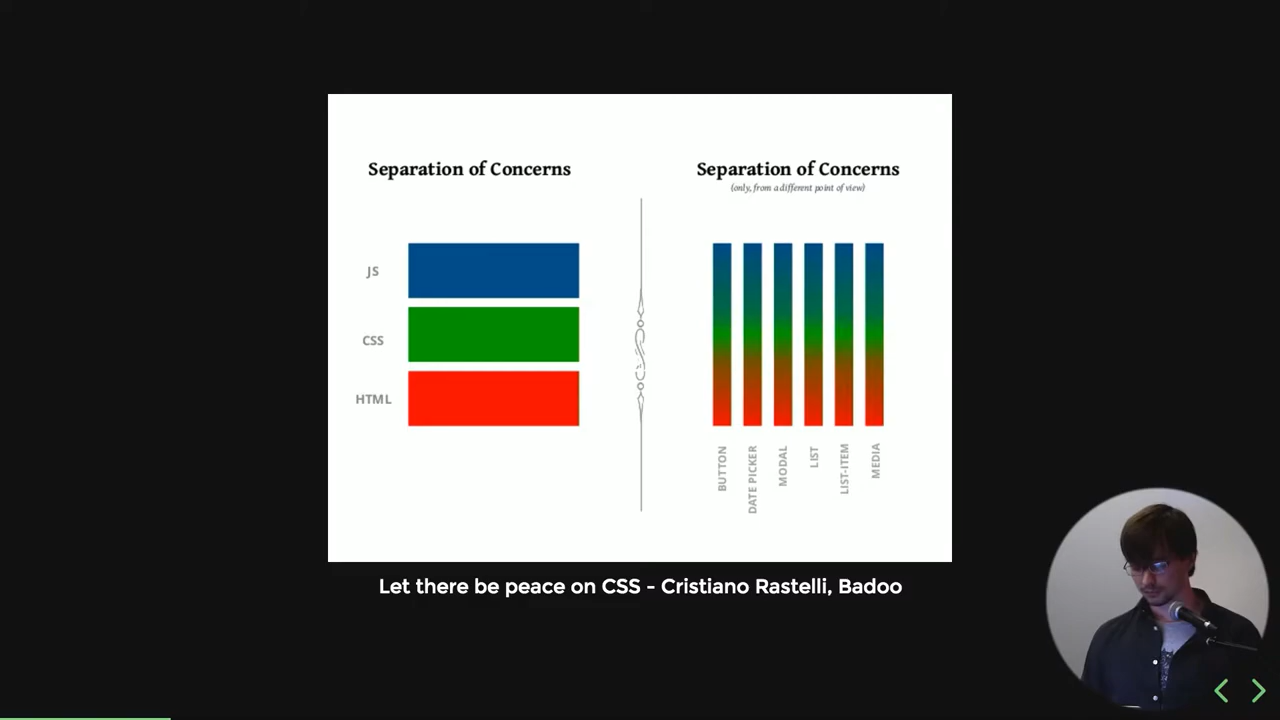 Separation of Concerns
JS
CSS
HTML
Separation of Concerns
(only, from a different point of view)
BUTTON
DATE PICKER
MODAL
LIST
LIST-ITEM
MEDIA
Let there be peace on CSS - Cristiano Rastelli, Badoo